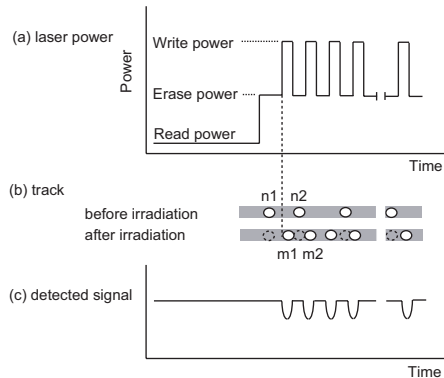 (a) laser power
Power
Write power
Erase power
Read power
Time
(b) track
n1 n2
before irradiation
after irradiation
m1 m2
(c) detected signal
Time